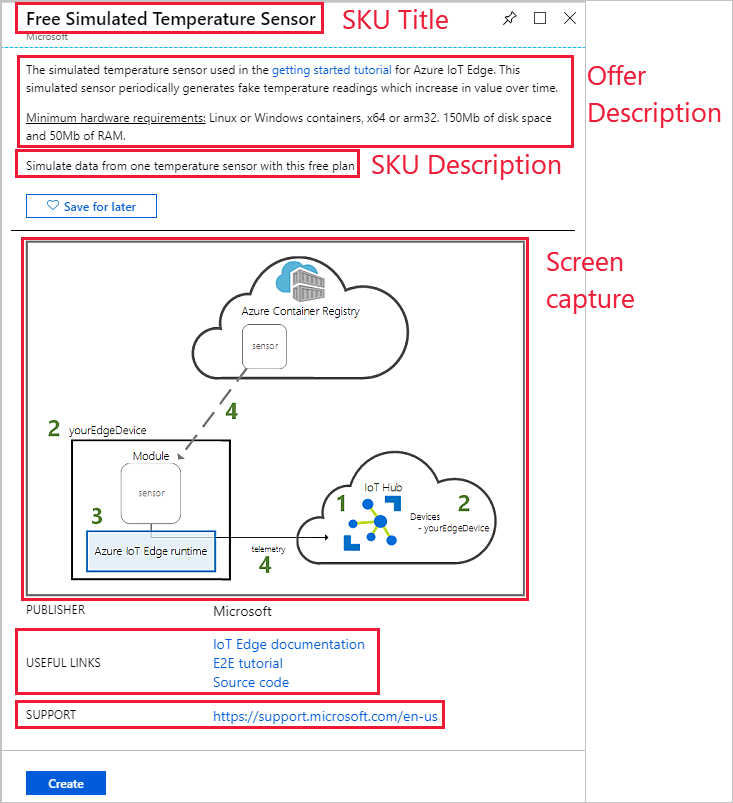 Free Simulated Temperature Sensor
SKU Title
Microsoft
The simulated temperature sensor used in the getting started tutorial for Azure IoT Edge. This
simulated sensor periodically generates fake temperature readings which increase in value over time.
Minimum hardware requirements: Linux or Windows containers, x64 or arm32. 150Mb of disk space
and 50Mb of RAM.
Offer
Description
Simulate data from one temperature sensor with this free plan
SKU Description
Save for later
Screen
capture
Azure Container Registry
sensor
4
2 yourEdgeDevice
Module
sensor
3
Azure IoT Edge runtime
telemetry
4
IoT Hub
1
2
Devices
- yourEdgeDevice
PUBLISHER
Microsoft
USEFUL LINKS
IoT Edge documentation
E2E tutorial
Source code
SUPPORT
https://support.microsoft.com/en-us
Create